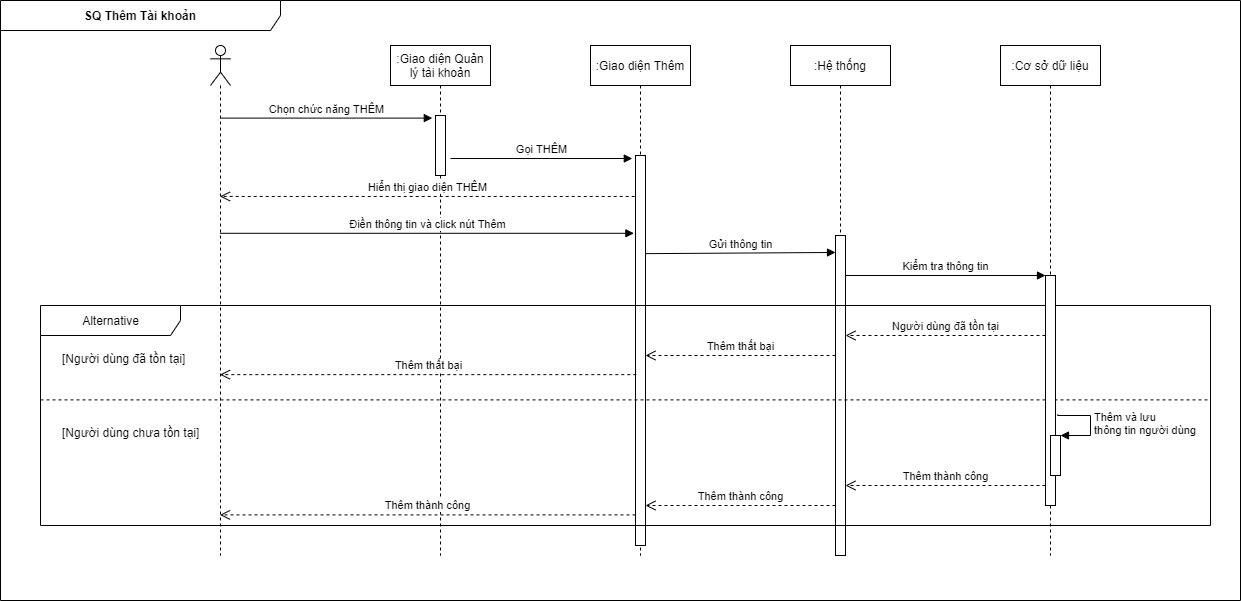 SQ Thêm Tài khoản
:Giao diện Quản
lý tài khoản
:Giao diện Thêm
:Hệ thống
:Cơ sở dữ liệu
Chọn chức năng THÊM
Gọi THÊM
Hiển thị giao diện THÊM
Điền thông tin và click nút Thêm
Gửi thông tin
Kiểm tra thông tin
Alternative
Người dùng đã tồn tại
Thêm thất bại
[Người dùng đã tồn tại]
Thêm thất bại
Thêm và lưu
thông tin người dùng
[Người dùng chưa tồn tại]
Thêm thành công
Thêm thành công
Thêm thành công